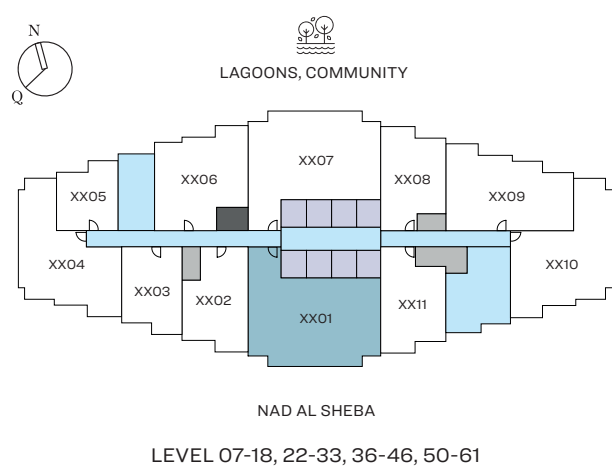 N
Q
LAGOONS, COMMUNITY
XX07
XX06
XX08
XX05
XX09
XX04
XX10
XX03
XX02
XX11
XX01
NAD AL SHEBA
LEVEL 07-18, 22-33, 36-46, 50-61